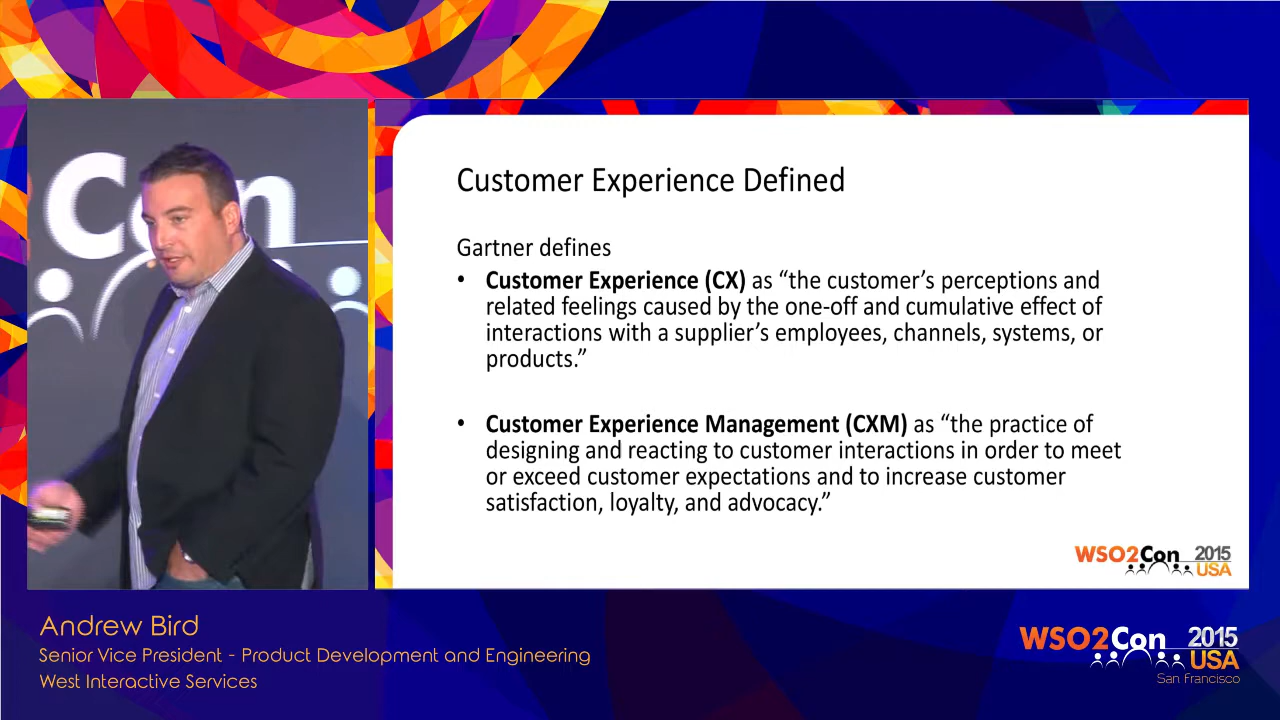 Con
Customer Experience Defined
Gartner defines
• Customer Experience (CX) as “the customer’s perceptions and
related feelings caused by the one-off and cumulative effect of
interactions with a supplier’s employees, channels, systems, or
products.”
• Customer Experience Management (CXM) as “the practice of
designing and reacting to customer interactions in order to meet
or exceed customer expectations and to increase customer
satisfaction, loyalty, and advocacy.”
WSO2Con 2015
USA
Andrew Bird
Senior Vice President - Product Development and Engineering
West Interactive Services
WSO2Con 2015
USA
San Francisco